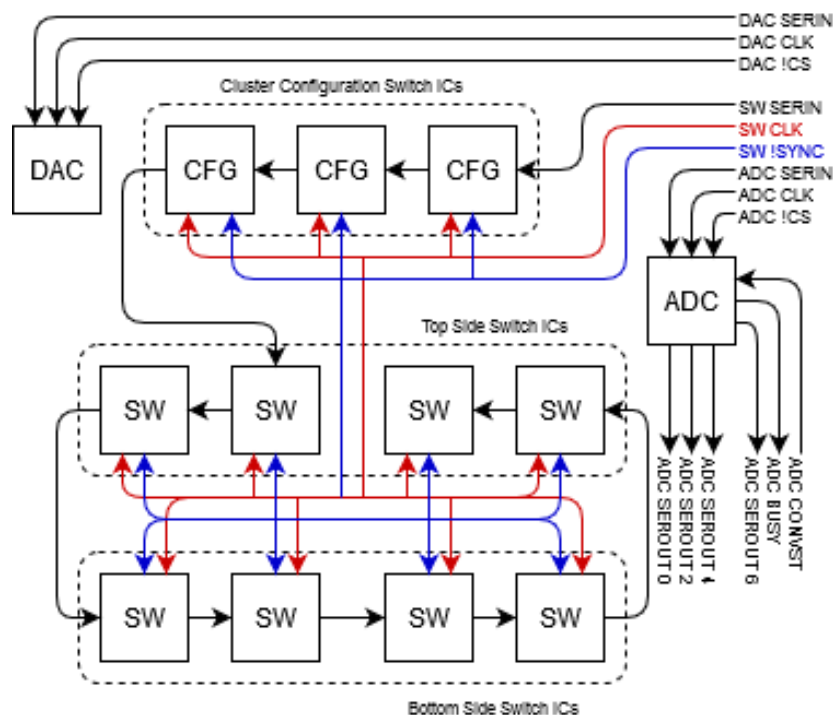 DAC SERIN
DAC CLK
DAC !CS
Cluster Configuration Switch ICs
SW SERIN
SW CLK
SW !SYNC
ADC SERIN
ADC CLK
ADC !CS
DAC
CFG
CFG
CFG
ADC
Top Side Switch ICs
SW
SW
SW
SW
ADC SEROUT 0
ADC SEROUT 2
ADC SEROUT 4
ADC SEROUT 6
ADC BUSY
ADC CONVST
SW
SW
SW
SW
Bottom Side Switch ICs